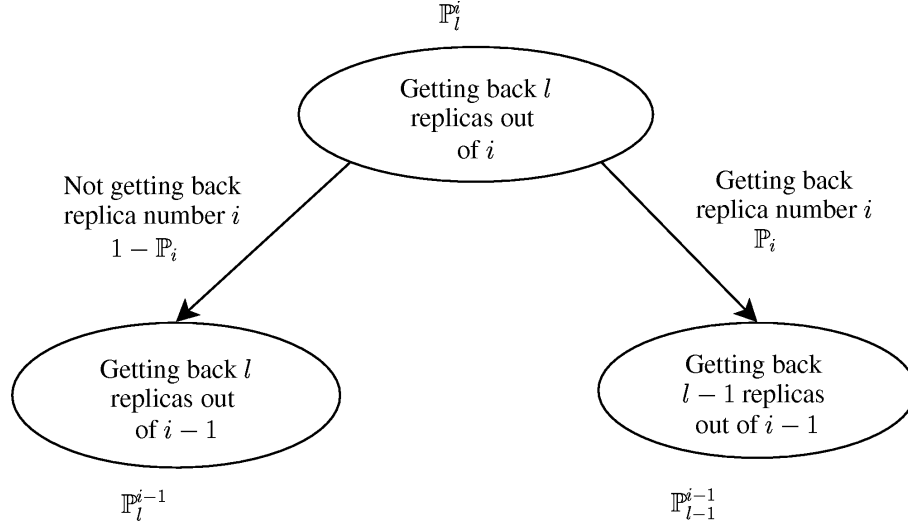 ℙ_l^i
Getting back l
replicas out
of i
Not getting back
replica number i
1 − ℙ_i
Getting back
replica number i
ℙ_i
Getting back l
replicas out
of i − 1
Getting back
l − 1 replicas
out of i − 1
ℙ_l^{i−1}
ℙ_{l−1}^{i−1}